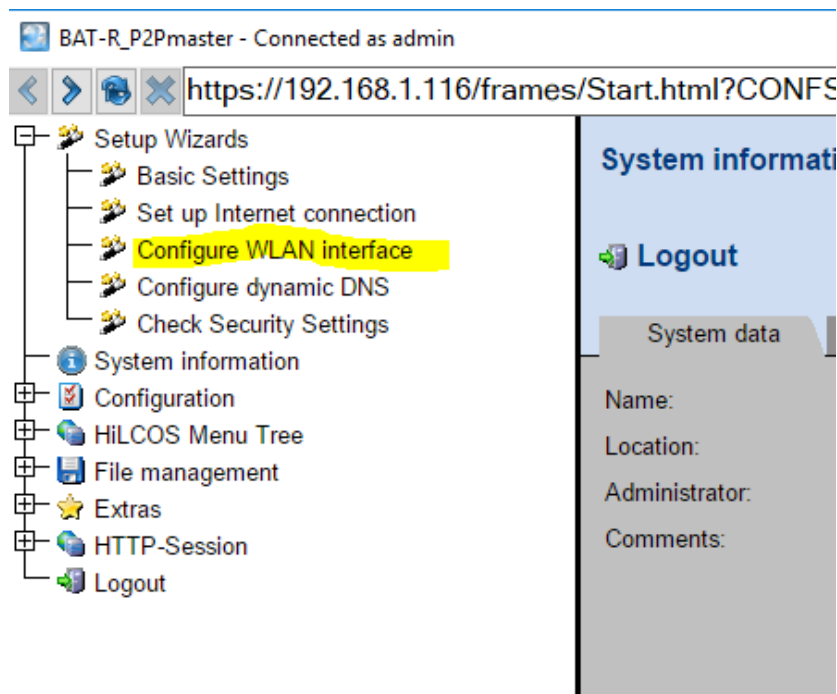 BAT-R_P2Pmaster - Connected as admin
https://192.168.1.116/frames/Start.html?CONFS
Setup Wizards
Basic Settings
Set up Internet connection
Configure WLAN interface
Configure dynamic DNS
Check Security Settings
System information
Configuration
HiLCOS Menu Tree
File management
Extras
HTTP-Session
Logout
System informati
Logout
System data
Name:
Location:
Administrator:
Comments: